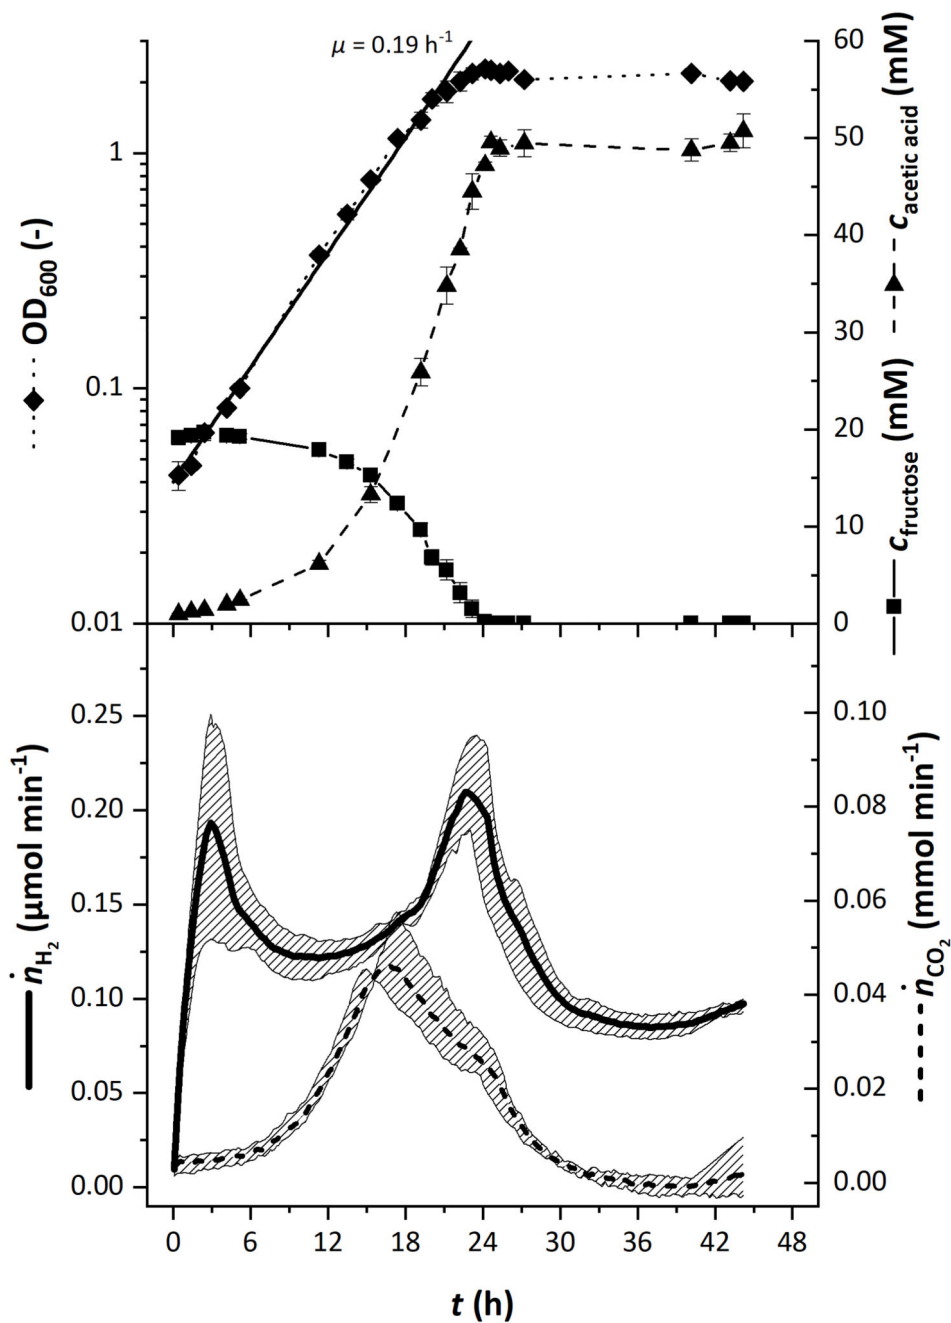 μ = 0.19 h⁻¹
OD₆₀₀ (-)
1
0.1
0.01
60
50
40
30
20
10
0
c_acetic acid (mM)
c_fructose (mM)
ṅ_H₂ (μmol min⁻¹)
0.25
0.20
0.15
0.10
0.05
0.00
0.10
0.08
0.06
0.04
0.02
0.00
ṅ_CO₂ (mmol min⁻¹)
0 6 12 18 24 30 36 42 48
t (h)